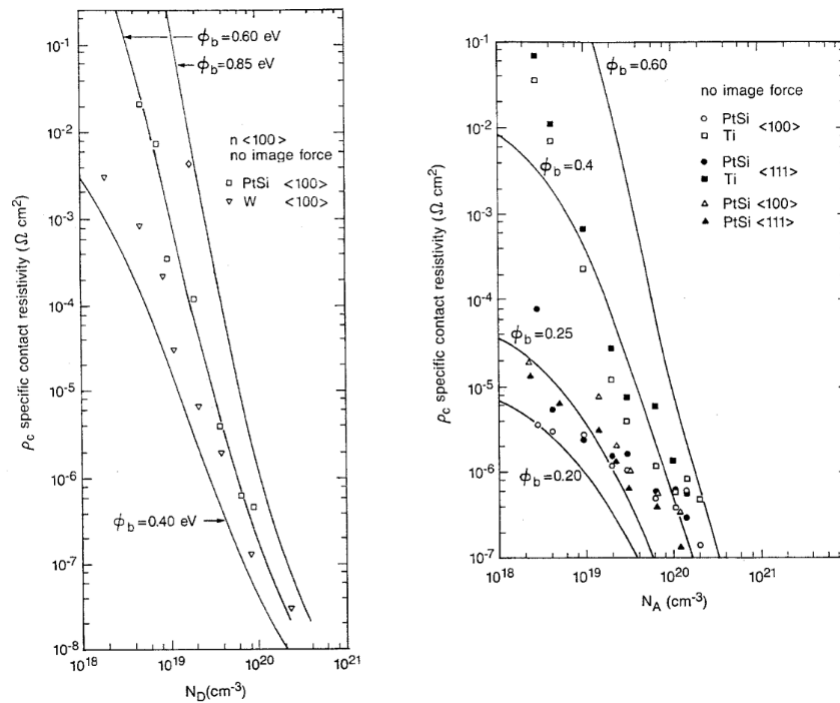 ρc specific contact resistivity (Ω cm²)
10⁻¹
10⁻²
10⁻³
10⁻⁴
10⁻⁵
10⁻⁶
10⁻⁷
10⁻⁸
ϕb=0.60 eV
ϕb=0.85 eV
n <100>
no image force
□ PtSi <100>
▽ W <100>
ϕb=0.40 eV
10¹⁸ 10¹⁹ 10²⁰ 10²¹
ND(cm⁻³)
ρc specific contact resistivity (Ω cm²)
10⁻¹
10⁻²
10⁻³
10⁻⁴
10⁻⁵
10⁻⁶
10⁻⁷
ϕb=0.60
no image force
○ PtSi <100>
□ Ti
● PtSi <111>
■ Ti
△ PtSi <100>
▲ PtSi <111>
ϕb=0.4
ϕb=0.25
ϕb=0.20
10¹⁸ 10¹⁹ 10²⁰ 10²¹
NA (cm⁻³)